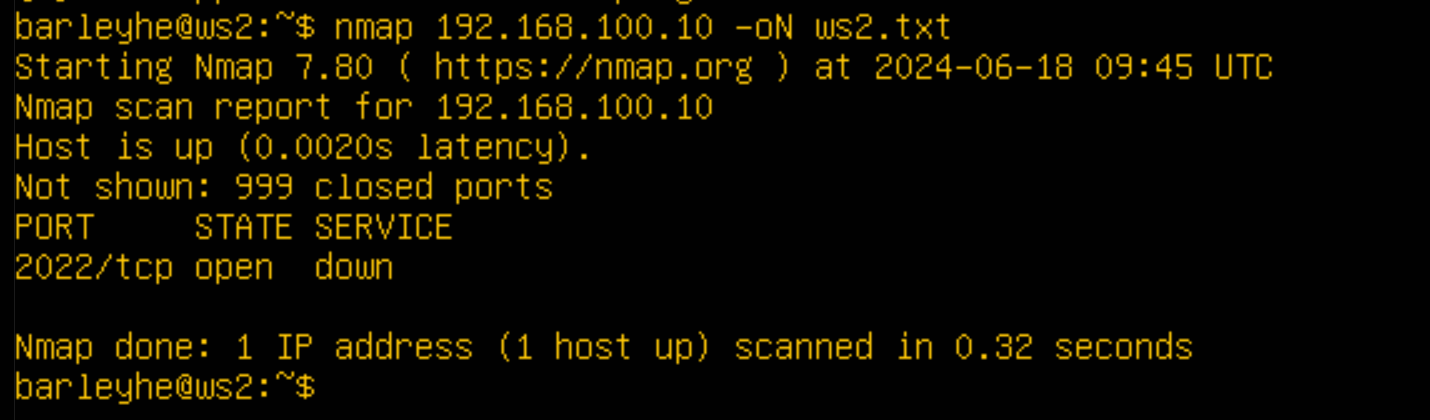 barleyhe@ws2:~$ nmap 192.168.100.10 -oN ws2.txt
Starting Nmap 7.80 ( https://nmap.org ) at 2024-06-18 09:45 UTC
Nmap scan report for 192.168.100.10
Host is up (0.0020s latency).
Not shown: 999 closed ports
PORT     STATE SERVICE
2022/tcp open  down
Nmap done: 1 IP address (1 host up) scanned in 0.32 seconds
barleyhe@ws2:~$